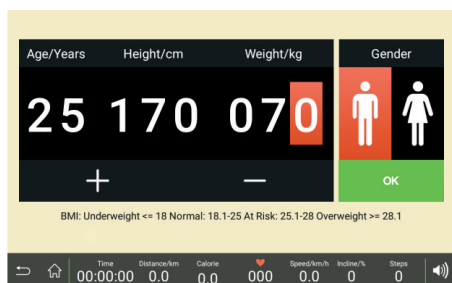 Age/Years Height/cm Weight/kg Gender
25 170 070
+ −
OK
BMI: Underweight <= 18 Normal: 18.1-25 At Risk: 25.1-28 Overweight >= 28.1
Time Distance/km Calorie Speed/km/h Incline/% Steps
00:00:00 0.0 0.0 000 0.0 0 0